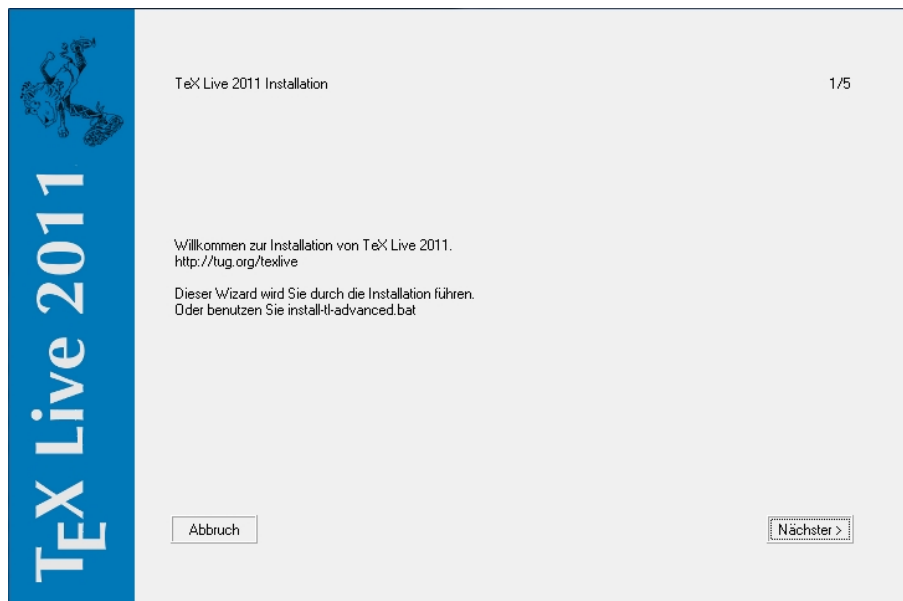 TeX Live 2011
TeX Live 2011 Installation
1/5
Willkommen zur Installation von TeX Live 2011.
http://tug.org/texlive
Dieser Wizard wird Sie durch die Installation führen.
Oder benutzen Sie install-tl-advanced.bat
Abbruch
Nächster >